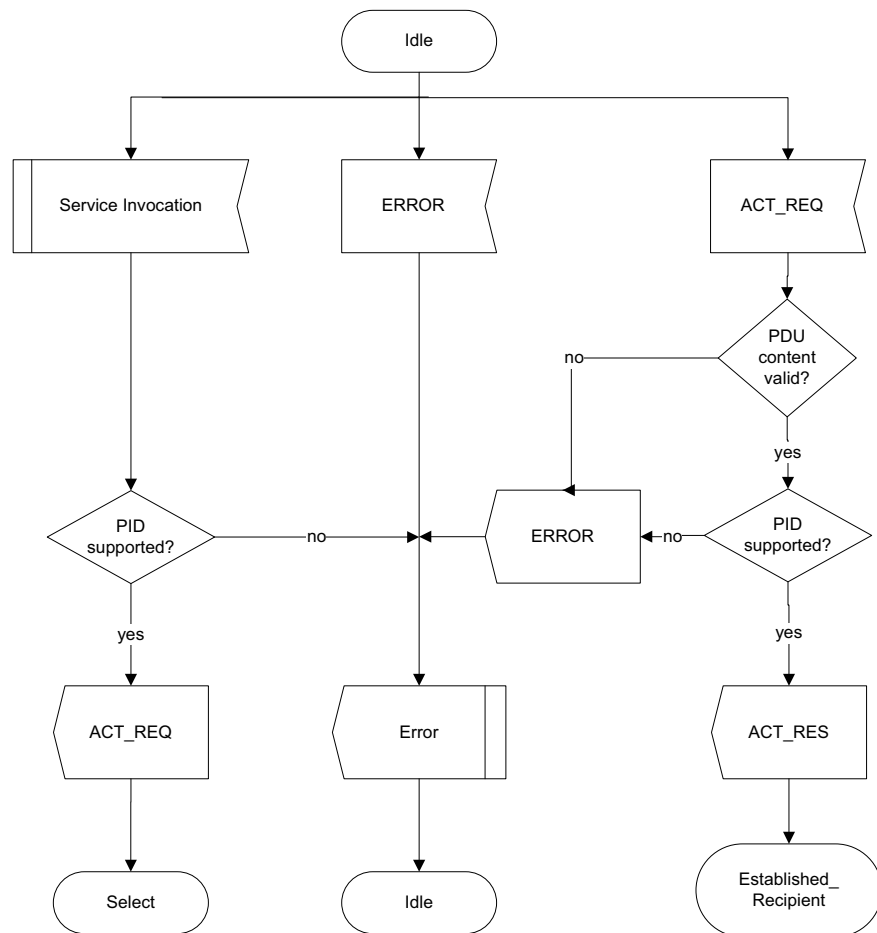 Idle
Service Invocation
ERROR
ACT_REQ
PDU
content
valid?
no
yes
PID
supported?
no
ERROR
no
PID
supported?
yes
yes
ACT_REQ
Error
ACT_RES
Select
Idle
Established_
Recipient